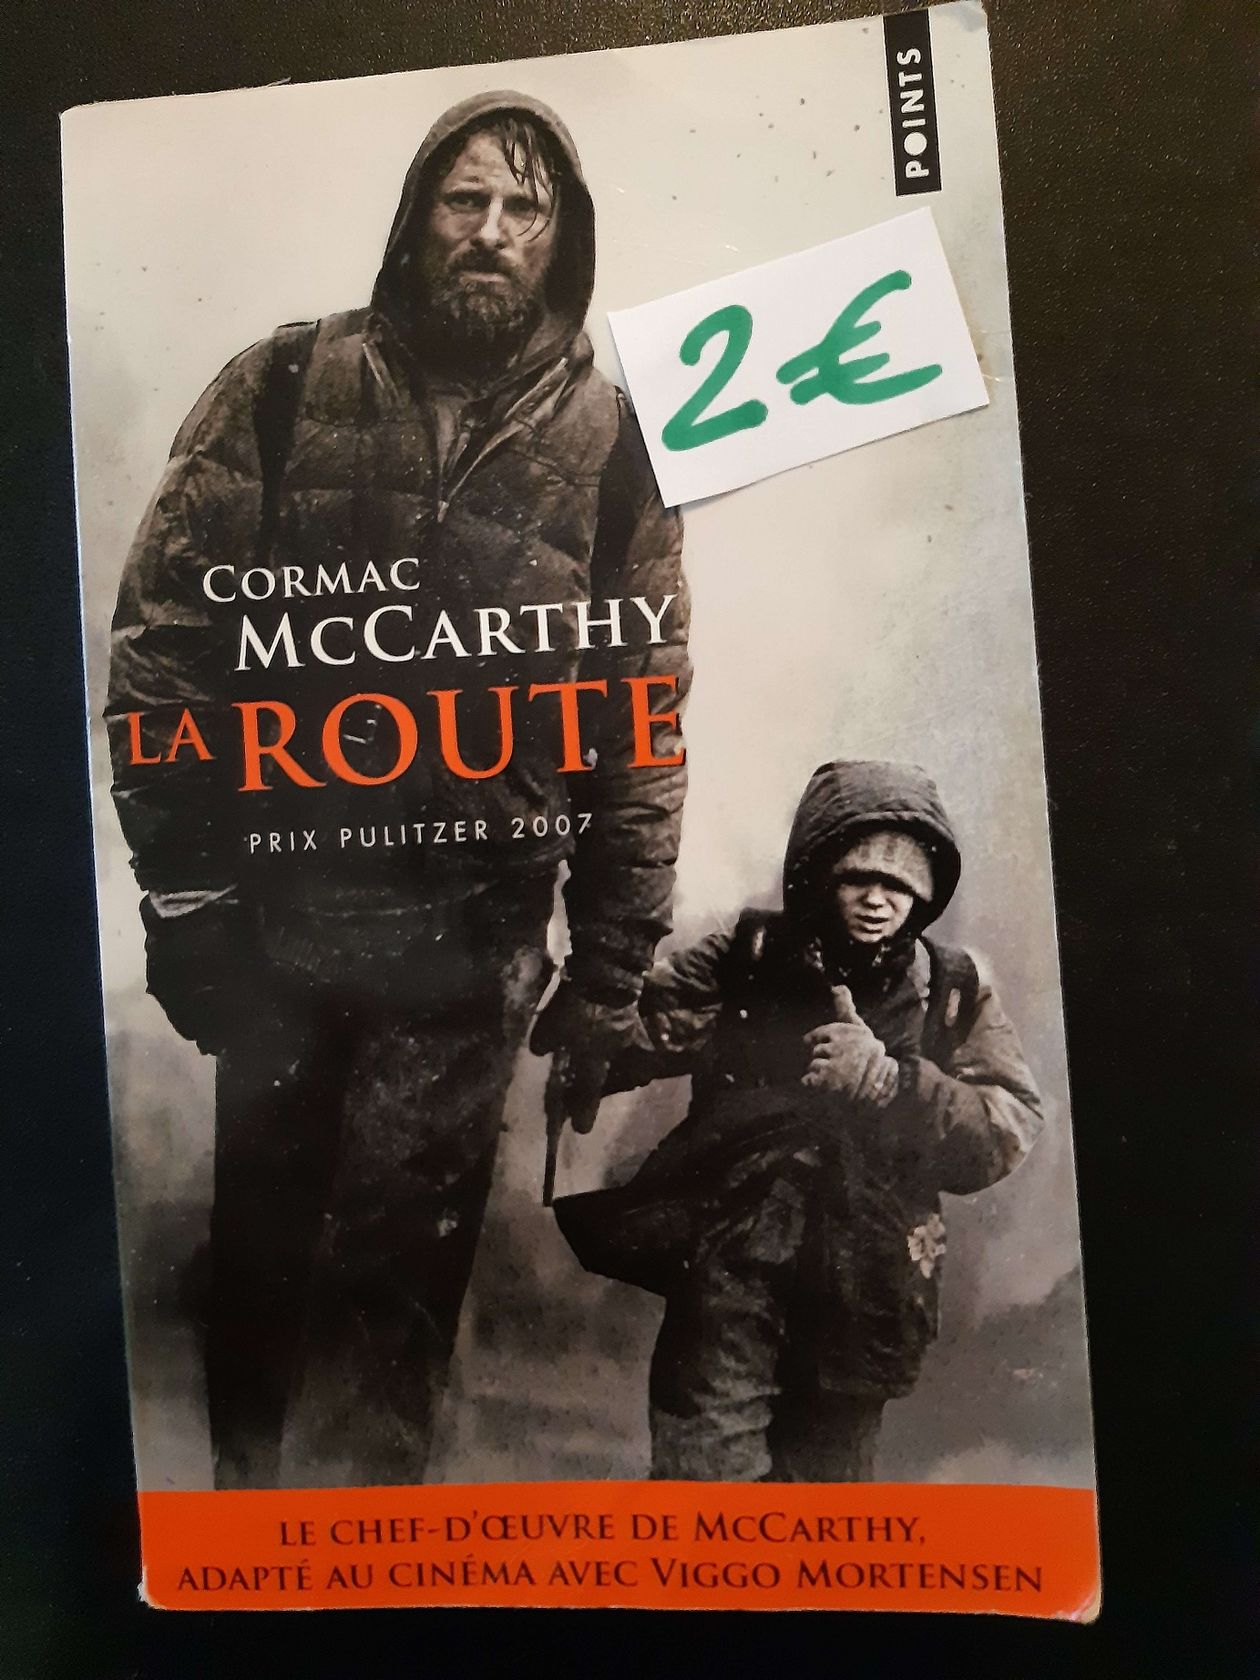 POINTS
2€
CORMAC
MCCARTHY
LA ROUTE
PRIX PULITZER 2007
LE CHEF-D'ŒUVRE DE MCCARTHY,
ADAPTÉ AU CINÉMA AVEC VIGGO MORTENSEN